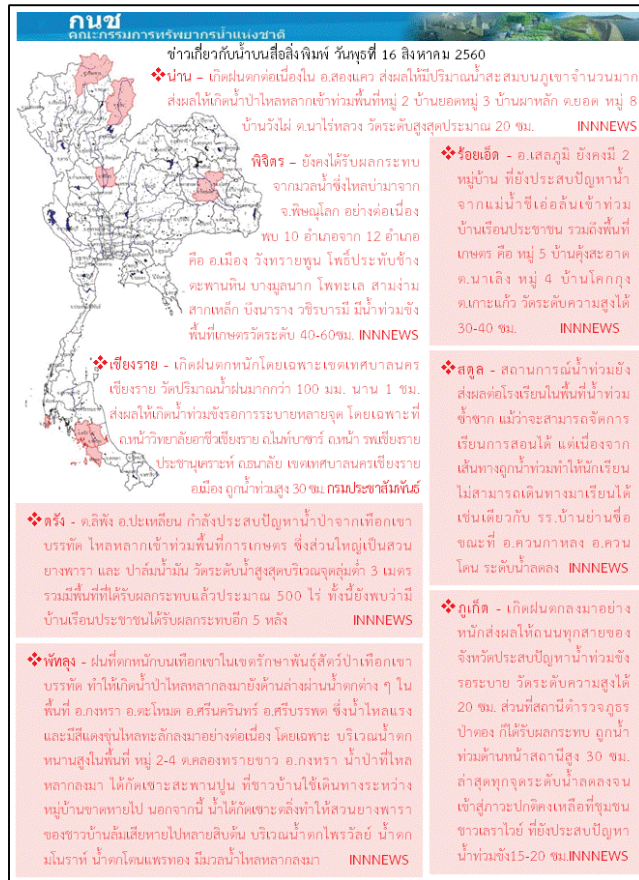 กนช
คณะกรรมการทรัพยากรน้ำแห่งชาติ
ข่าวเกี่ยวกับน้ำบนสื่อสิ่งพิมพ์ วันพุธที่ 16 สิงหาคม 2560
❖น่าน – เกิดฝนตกต่อเนื่องใน อ.สองแคว ส่งผลให้มีปริมาณน้ำสะสมบนภูเขาจำนวนมาก
ส่งผลให้เกิดน้ำป่าไหลหลากเข้าท่วมพื้นที่หมู่ 2 บ้านยอดหมู่ 3 บ้านผาหลัก ต.ยอด หมู่ 8
บ้านวังไผ่ ต.นาไร่หลวง วัดระดับสูงสุดประมาณ 20 ซม. INNNEWS
พิจิตร – ยังคงได้รับผลกระทบ
จากมวลน้ำซึ่งไหลบ่ามาจาก
จ.พิษณุโลก อย่างต่อเนื่อง
พบ 10 อำเภอจาก 12 อำเภอ
คือ อ.เมือง วังทรายพูน โพธิ์ประทับช้าง
ตะพานหิน บางมูลนาก โพทะเล สามง่าม
สากเหล็ก บึงนาราง วชิรบารมี มีน้ำท่วมขัง
พื้นที่เกษตรวัดระดับ 40-60ซม. INNNEWS
❖เชียงราย – เกิดฝนตกหนักโดยเฉพาะเขตเทศบาลนคร
เชียงราย วัดปริมาณน้ำฝนมากกว่า 100 มม. นาน 1 ชม.
ส่งผลให้เกิดน้ำท่วมขังรอการระบายหลายจุด โดยเฉพาะที่
ถ.หน้าวิทยาลัยอาชีวเชียงราย ถ.ไนท์บาซาร์ ถ.หน้า รพ.เชียงราย
ประชานุเคราะห์ ถ.ธนาลัย เขตเทศบาลนครเชียงราย
อ.เมือง ถูกน้ำท่วมสูง 30 ซม. กรมประชาสัมพันธ์
❖ตรัง - ต.ลิพัง อ.ปะเหลียน กำลังประสบปัญหาน้ำป่าจากเทือกเขา
บรรทัด ไหลหลากเข้าท่วมพื้นที่การเกษตร ซึ่งส่วนใหญ่เป็นสวน
ยางพารา และ ปาล์มน้ำมัน วัดระดับน้ำสูงสุดบริเวณจุดลุ่มต่ำ 3 เมตร
รวมมีพื้นที่ที่ได้รับผลกระทบแล้วประมาณ 500 ไร่ ทั้งนี้ยังพบว่ามี
บ้านเรือนประชาชนได้รับผลกระทบอีก 5 หลัง INNNEWS
❖พัทลุง - ฝนที่ตกหนักบนเทือกเขาในเขตรักษาพันธุ์สัตว์ป่าเทือกเขา
บรรทัด ทำให้เกิดน้ำป่าไหลหลากลงมายังด้านล่างผ่านน้ำตกต่าง ๆ ใน
พื้นที่ อ.กงหรา อ.ตะโหมด อ.ศรีนครินทร์ อ.ศรีบรรพต ซึ่งน้ำไหลแรง
และมีสีแดงขุ่นไหลทะลักลงมาอย่างต่อเนื่อง โดยเฉพาะ บริเวณน้ำตก
หนานสูงในพื้นที่ หมู่ 2-4 ต.คลองทรายขาว อ.กงหรา น้ำป่าที่ไหล
หลากลงมา ได้กัดเซาะสะพานปูน ที่ชาวบ้านใช้เดินทางระหว่าง
หมู่บ้านขาดหายไป นอกจากนี้ น้ำได้กัดเซาะตลิ่งทำให้สวนยางพารา
ของชาวบ้านล้มเสียหายไปหลายสิบต้น บริเวณน้ำตกไพรวัลย์ น้ำตก
มโนราห์ น้ำตกโตนแพรทอง มีมวลน้ำไหลหลากลงมา INNNEWS
❖ร้อยเอ็ด - อ.เสลภูมิ ยังคงมี 2
หมู่บ้าน ที่ยังประสบปัญหาน้ำ
จากแม่น้ำชีเอ่อล้นเข้าท่วม
บ้านเรือนประชาชน รวมถึงพื้นที่
เกษตร คือ หมู่ 5 บ้านคุ้งสะอาด
ต.นาเลิง หมู่ 4 บ้านโคกกุง
ต.เกาะแก้ว วัดระดับความสูงได้
30-40 ซม. INNNEWS
❖สตูล - สถานการณ์น้ำท่วมยัง
ส่งผลต่อโรงเรียนในพื้นที่น้ำท่วม
ซ้ำซาก แม้ว่าจะสามารถจัดการ
เรียนการสอนได้ แต่เนื่องจาก
เส้นทางถูกน้ำท่วมทำให้นักเรียน
ไม่สามารถเดินทางมาเรียนได้
เช่นเดียวกับ รร.บ้านย่านซื่อ
ขณะที่ อ.ควนกาหลง อ.ควน
โดน ระดับน้ำลดลง INNNEWS
❖ภูเก็ต - เกิดฝนตกลงมาอย่าง
หนักส่งผลให้ถนนทุกสายของ
จังหวัดประสบปัญหาน้ำท่วมขัง
รอระบาย วัดระดับความสูงได้
20 ซม. ส่วนที่สถานีตำรวจภูธร
ป่าตอง ก็ได้รับผลกระทบ ถูกน้ำ
ท่วมด้านหน้าสถานีสูง 30 ซม.
ล่าสุดทุกจุดระดับน้ำลดลงจน
เข้าสู่ภาวะปกติคงเหลือที่ชุมชน
ชาวเลราไวย์ ที่ยังประสบปัญหา
น้ำท่วมขัง15-20 ซม.INNNEWS